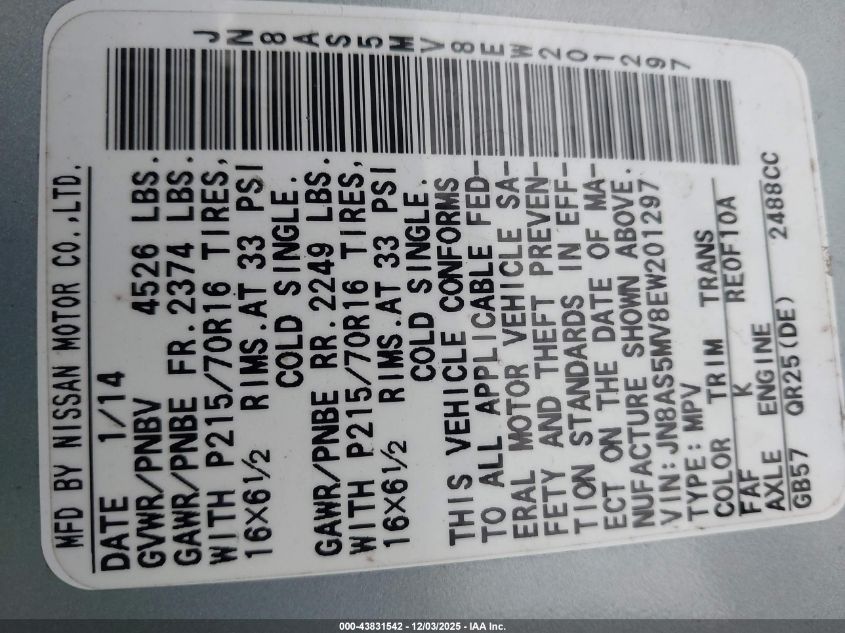 JN8AS5MV8EW201297
MFD BY NISSAN MOTOR CO.,LTD.
DATE 1/14
GVWR/PNBV 4526 LBS.
GAWR/PNBE FR.2374 LBS.
WITH P215/70R16 TIRES,
16X6½ RIMS.AT 33 PSI
COLD SINGLE.
GAWR/PNBE RR.2249 LBS.
WITH P215/70R16 TIRES,
16X6½ RIMS.AT 33 PSI
COLD SINGLE.
THIS VEHICLE CONFORMS
TO ALL APPLICABLE FED-
ERAL MOTOR VEHICLE SA-
FETY AND THEFT PREVEN-
TION STANDARDS IN EFF-
ECT ON THE DATE OF MA-
NUFACTURE SHOWN ABOVE.
VIN:JN8AS5MV8EW201297
TYPE:MPV
COLOR TRIM TRANS
FAF K RE0F10A
AXLE ENGINE
GB57 QR25(DE) 2488CC
000-43831542 - 12/03/2025 - IAA Inc.